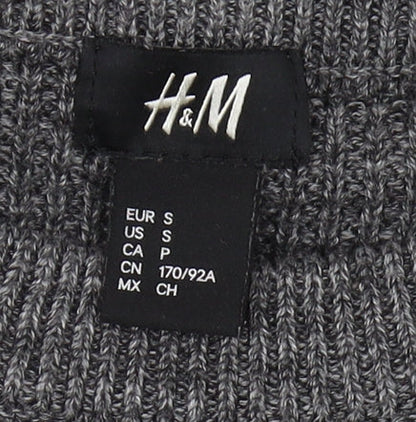 H&M
EUR S
US S
CA P
CN 170/92A
MX CH